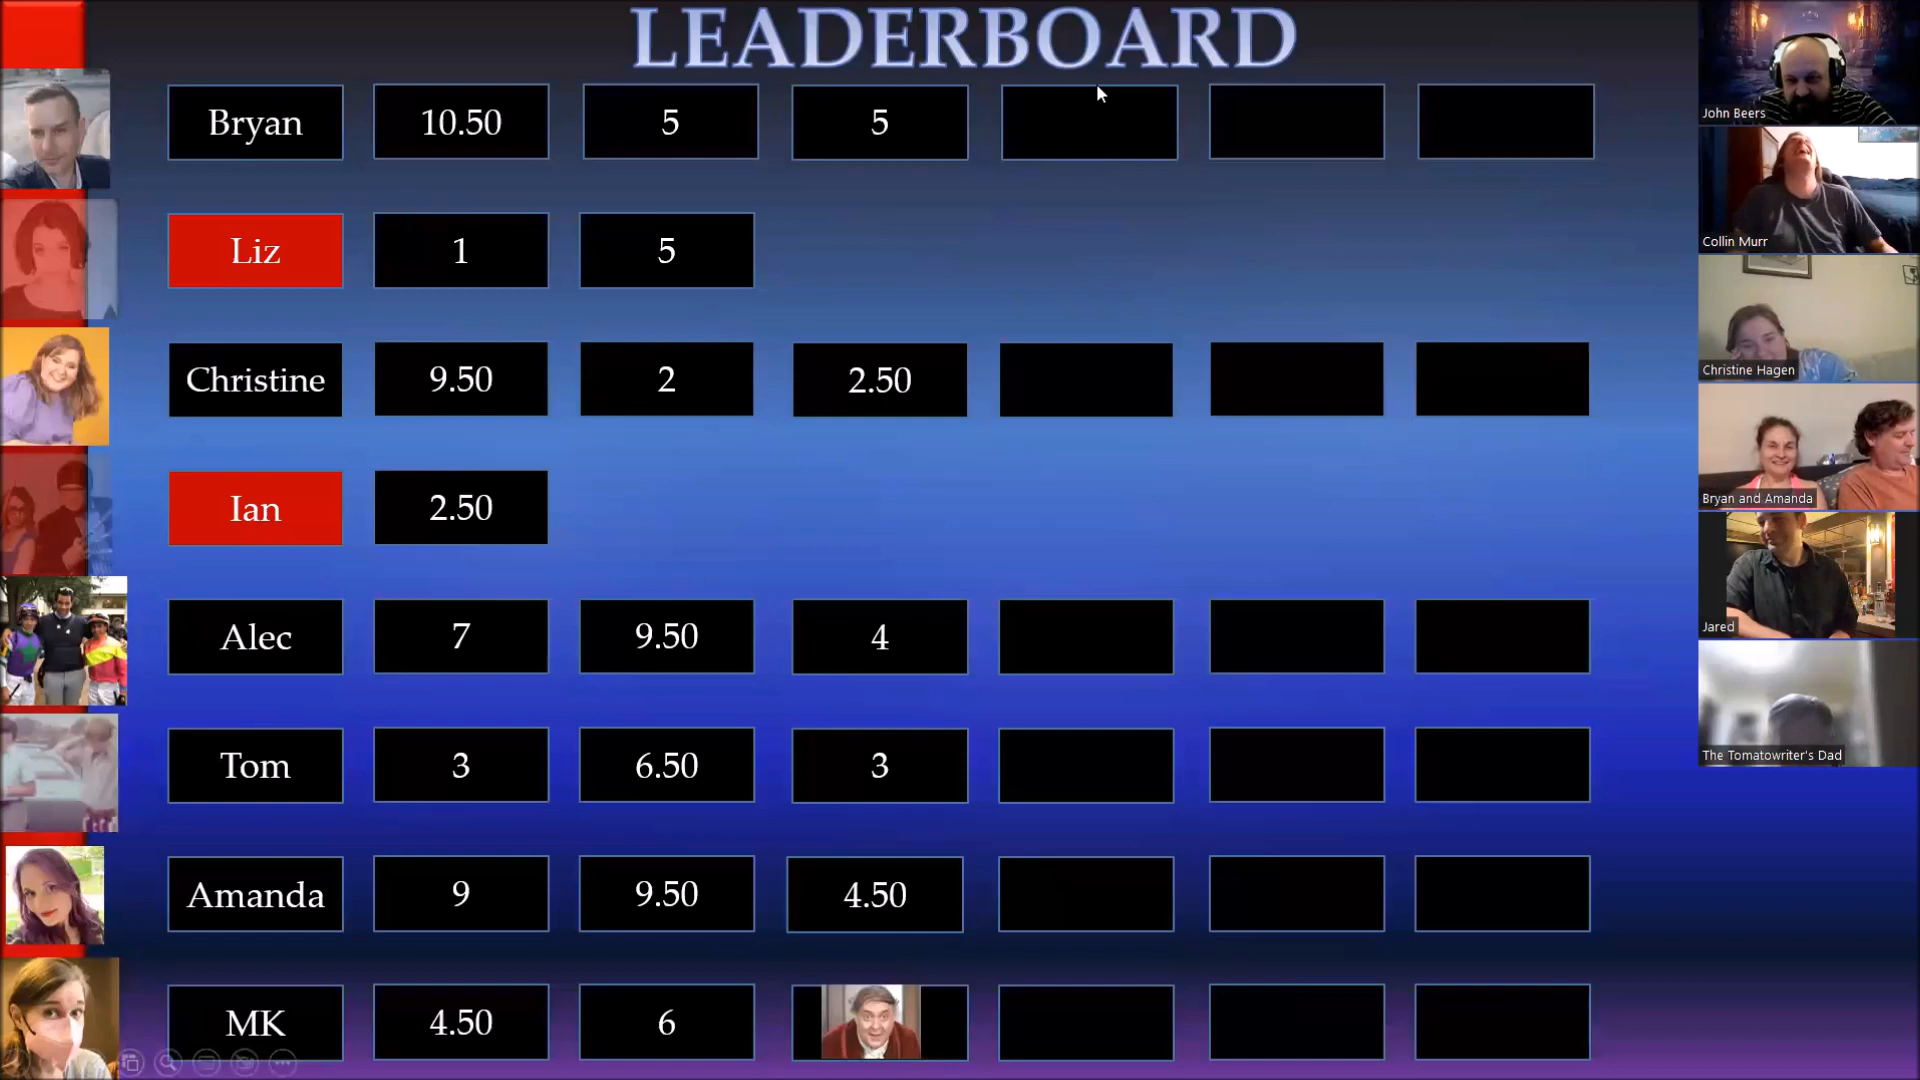 LEADERBOARD
Bryan 10.50 5 5
Liz 1 5
Christine 9.50 2 2.50
Ian 2.50
Alec 7 9.50 4
Tom 3 6.50 3
Amanda 9 9.50 4.50
MK 4.50 6
John Beers
Collin Murr
Christine Hagen
Bryan and Amanda
Jared
The Tomatowriter's Dad